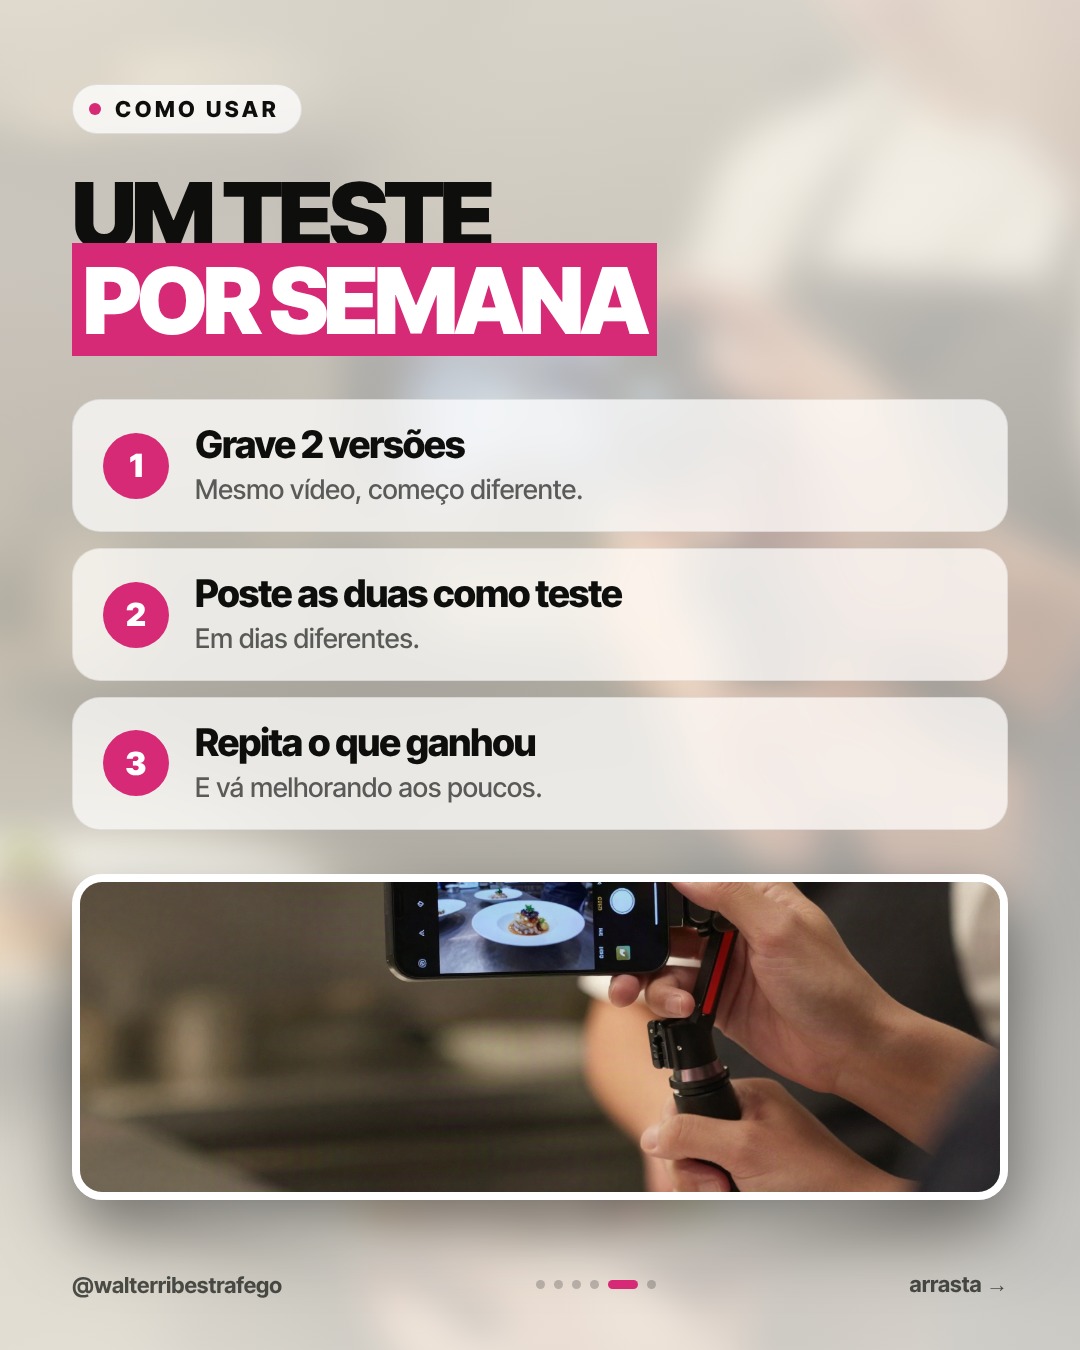 COMO USAR
UM TESTE
POR SEMANA
1
Grave 2 versões
Mesmo vídeo, começo diferente.
2
Poste as duas como teste
Em dias diferentes.
3
Repita o que ganhou
E vá melhorando aos poucos.
@walterribestrafego
arrasta →